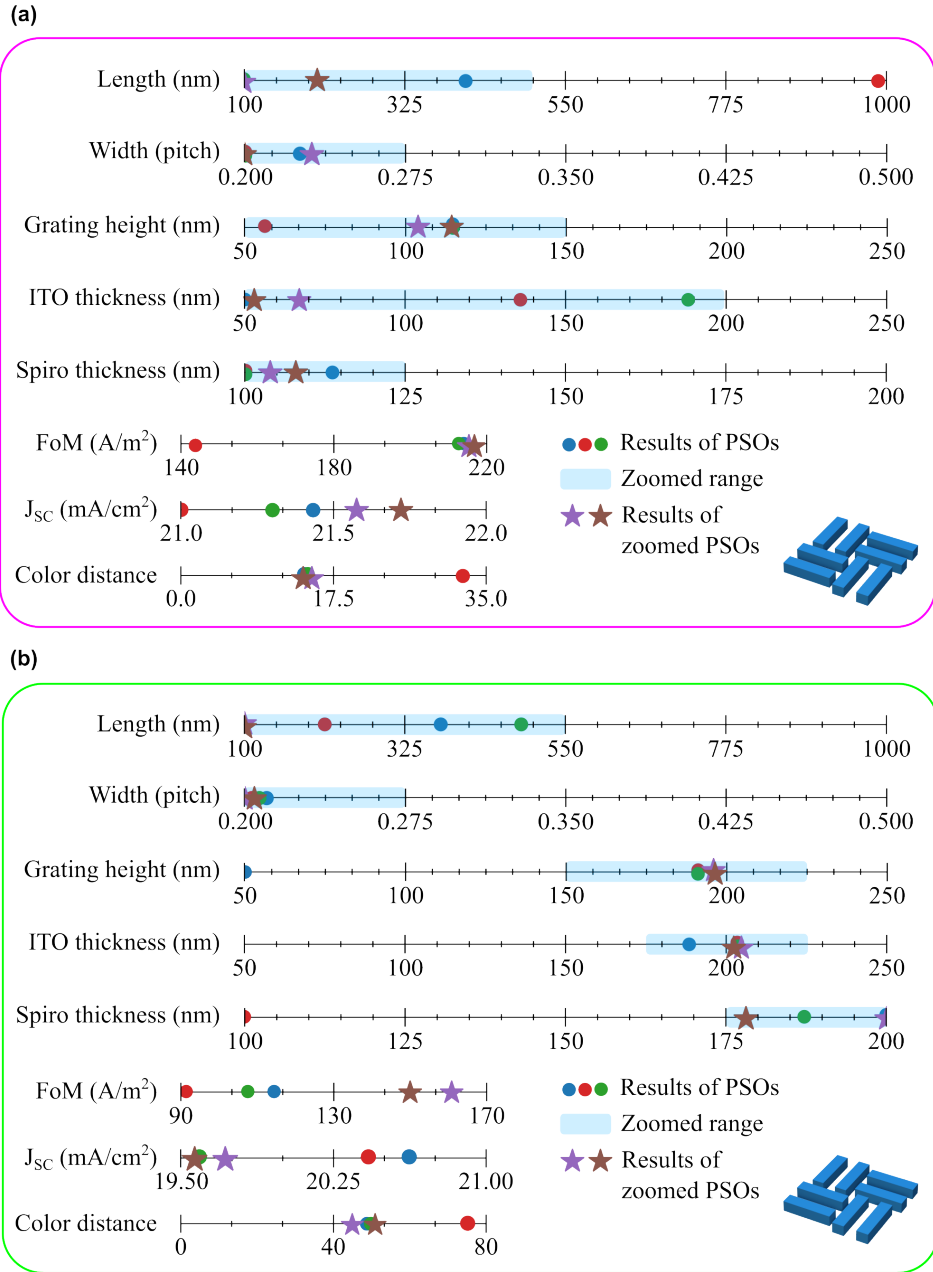 (a)
Length (nm)
100 325 550 775 1000
Width (pitch)
0.200 0.275 0.350 0.425 0.500
Grating height (nm)
50 100 150 200 250
ITO thickness (nm)
50 100 150 200 250
Spiro thickness (nm)
100 125 150 175 200
FoM (A/m²)
140 180 220
J_SC (mA/cm²)
21.0 21.5 22.0
Color distance
0.0 17.5 35.0
Results of PSOs
Zoomed range
Results of
zoomed PSOs
(b)
Length (nm)
100 325 550 775 1000
Width (pitch)
0.200 0.275 0.350 0.425 0.500
Grating height (nm)
50 100 150 200 250
ITO thickness (nm)
50 100 150 200 250
Spiro thickness (nm)
100 125 150 175 200
FoM (A/m²)
90 130 170
J_SC (mA/cm²)
19.50 20.25 21.00
Color distance
0 40 80
Results of PSOs
Zoomed range
Results of
zoomed PSOs